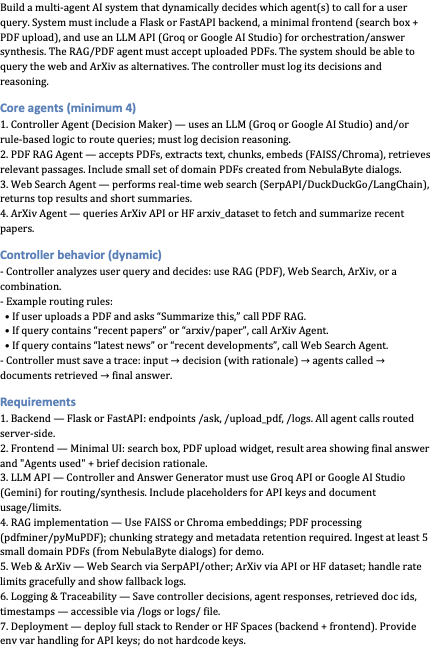 Build a multi-agent AI system that dynamically decides which agent(s) to call for a user
query. System must include a Flask or FastAPI backend, a minimal frontend (search box +
PDF upload), and use an LLM API (Groq or Google AI Studio) for orchestration/answer
synthesis. The RAG/PDF agent must accept uploaded PDFs. The system should be able to
query the web and ArXiv as alternatives. The controller must log its decisions and
reasoning.
Core agents (minimum 4)
1. Controller Agent (Decision Maker) — uses an LLM (Groq or Google AI Studio) and/or
rule-based logic to route queries; must log decision reasoning.
2. PDF RAG Agent — accepts PDFs, extracts text, chunks, embeds (FAISS/Chroma), retrieves
relevant passages. Include small set of domain PDFs created from NebulaByte dialogs.
3. Web Search Agent — performs real-time web search (SerpAPI/DuckDuckGo/LangChain),
returns top results and short summaries.
4. ArXiv Agent — queries ArXiv API or HF arxiv_dataset to fetch and summarize recent
papers.
Controller behavior (dynamic)
- Controller analyzes user query and decides: use RAG (PDF), Web Search, ArXiv, or a
combination.
- Example routing rules:
• If user uploads a PDF and asks “Summarize this,” call PDF RAG.
• If query contains “recent papers” or “arxiv/paper”, call ArXiv Agent.
• If query contains “latest news” or “recent developments”, call Web Search Agent.
- Controller must save a trace: input → decision (with rationale) → agents called →
documents retrieved → final answer.
Requirements
1. Backend — Flask or FastAPI: endpoints /ask, /upload_pdf, /logs. All agent calls routed
server-side.
2. Frontend — Minimal UI: search box, PDF upload widget, result area showing final answer
and "Agents used" + brief decision rationale.
3. LLM API — Controller and Answer Generator must use Groq API or Google AI Studio
(Gemini) for routing/synthesis. Include placeholders for API keys and document
usage/limits.
4. RAG implementation — Use FAISS or Chroma embeddings; PDF processing
(pdfminer/pyMuPDF); chunking strategy and metadata retention required. Ingest at least 5
small domain PDFs (from NebulaByte dialogs) for demo.
5. Web & ArXiv — Web Search via SerpAPI/other; ArXiv via API or HF dataset; handle rate
limits gracefully and show fallback logs.
6. Logging & Traceability — Save controller decisions, agent responses, retrieved doc ids,
timestamps — accessible via /logs or logs/ file.
7. Deployment — deploy full stack to Render or HF Spaces (backend + frontend). Provide
env var handling for API keys; do not hardcode keys.